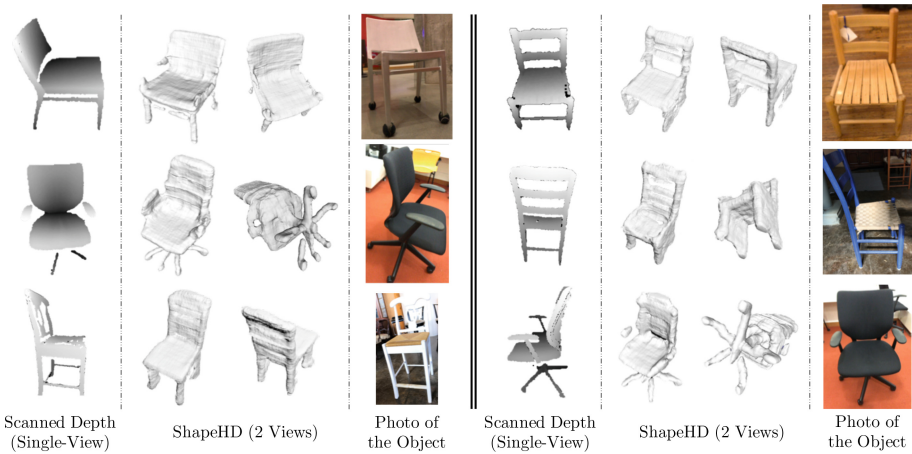 Scanned Depth
(Single-View)
ShapeHD (2 Views)
Photo of
the Object
Scanned Depth
(Single-View)
ShapeHD (2 Views)
Photo of
the Object